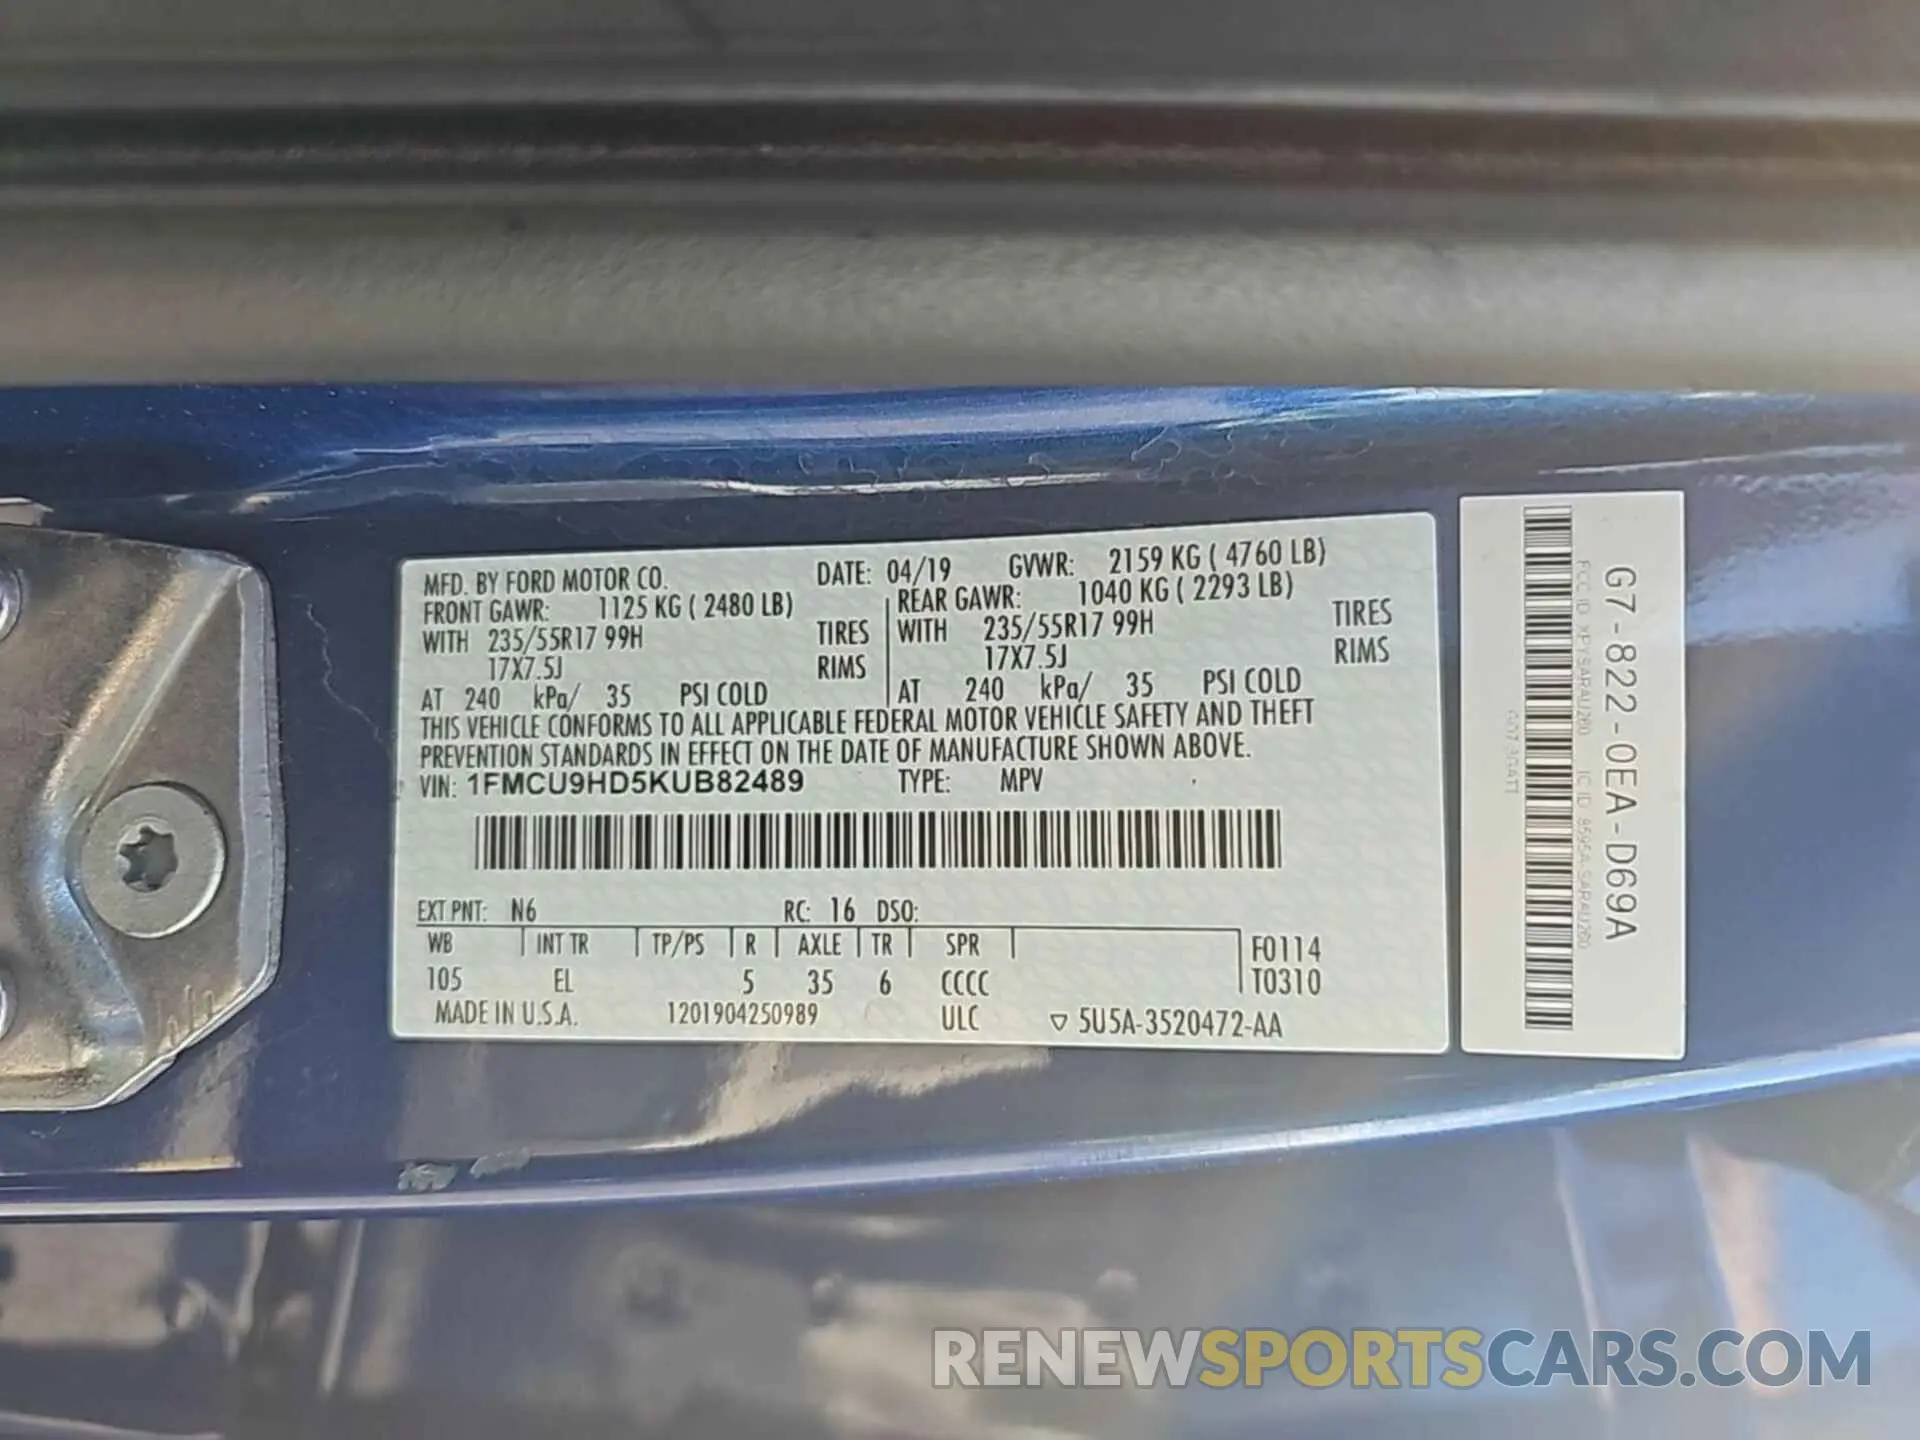 MFD. BY FORD MOTOR CO. DATE: 04/19 GVWR: 2159 KG ( 4760 LB)
FRONT GAWR: 1125 KG ( 2480 LB) REAR GAWR: 1040 KG ( 2293 LB)
WITH 235/55R17 99H TIRES WITH 235/55R17 99H TIRES
17X7.5J RIMS 17X7.5J RIMS
AT 240 kPa/ 35 PSI COLD AT 240 kPa/ 35 PSI COLD
THIS VEHICLE CONFORMS TO ALL APPLICABLE FEDERAL MOTOR VEHICLE SAFETY AND THEFT
PREVENTION STANDARDS IN EFFECT ON THE DATE OF MANUFACTURE SHOWN ABOVE.
VIN: 1FMCU9HD5KUB82489 TYPE: MPV
EXT PNT: N6 RC: 16 DSO:
WB INT TR TP/PS R AXLE TR SPR F0114
105 EL 5 35 6 CCCC T0310
MADE IN U.S.A. 1201904250989 ULC ▽ 5U5A-3520472-AA
G7-822-0EA-D69A
RENEWSPORTSCARS.COM